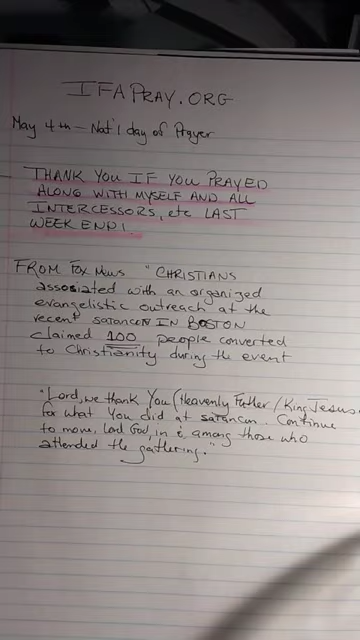 IFAPRAY.ORG
May 4th - Nat'l day of Prayer
THANK YOU IF YOU PRAYED
ALONG WITH MYSELF AND ALL
INTERCESSORS, etc LAST
WEEKEND!
FROM Fox News "CHRISTIANS
associated with an organized
evangelistic outreach at the
recent satancon IN BOSTON
claimed 100 people converted
to Christianity during the event
"Lord, we thank You (Heavenly Father / King Jesus
for what You did at satancon. Continue
to move, Lord God, in & among those who
attended the gathering."